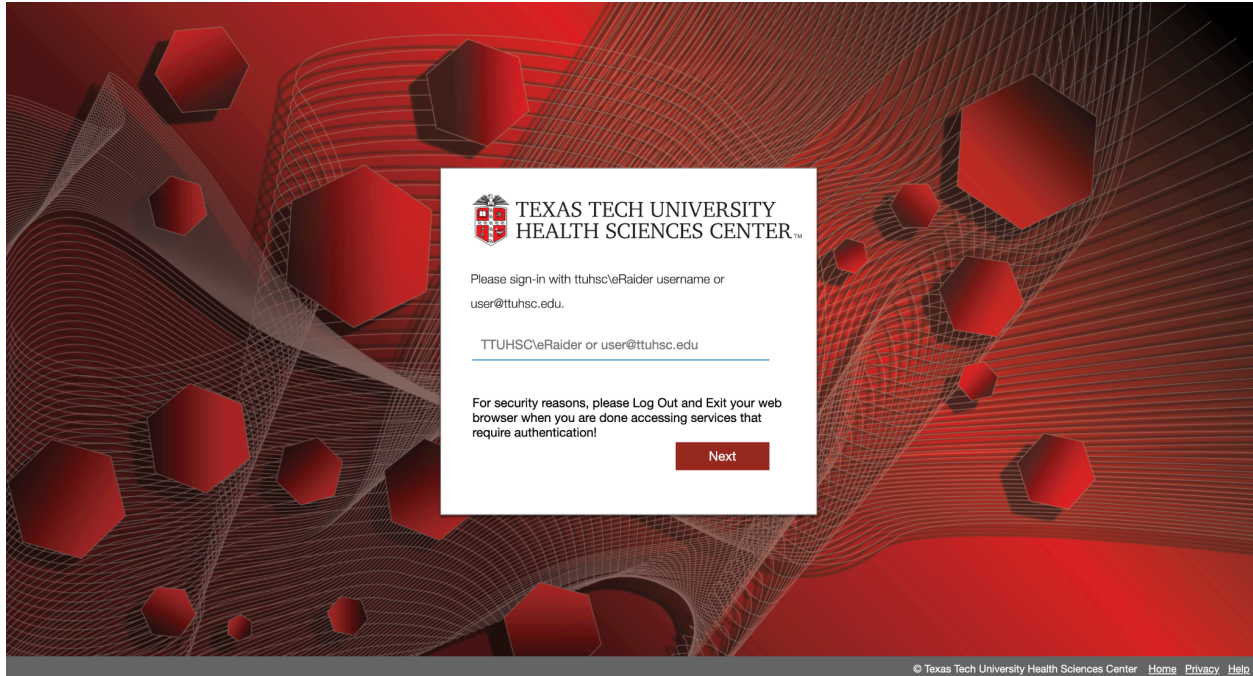 TEXAS TECH UNIVERSITY
HEALTH SCIENCES CENTER™
Please sign-in with ttuhsc\eRaider username or
user@ttuhsc.edu.
TTUHSC\eRaider or user@ttuhsc.edu
For security reasons, please Log Out and Exit your web
browser when you are done accessing services that
require authentication!
Next
© Texas Tech University Health Sciences Center Home Privacy Help